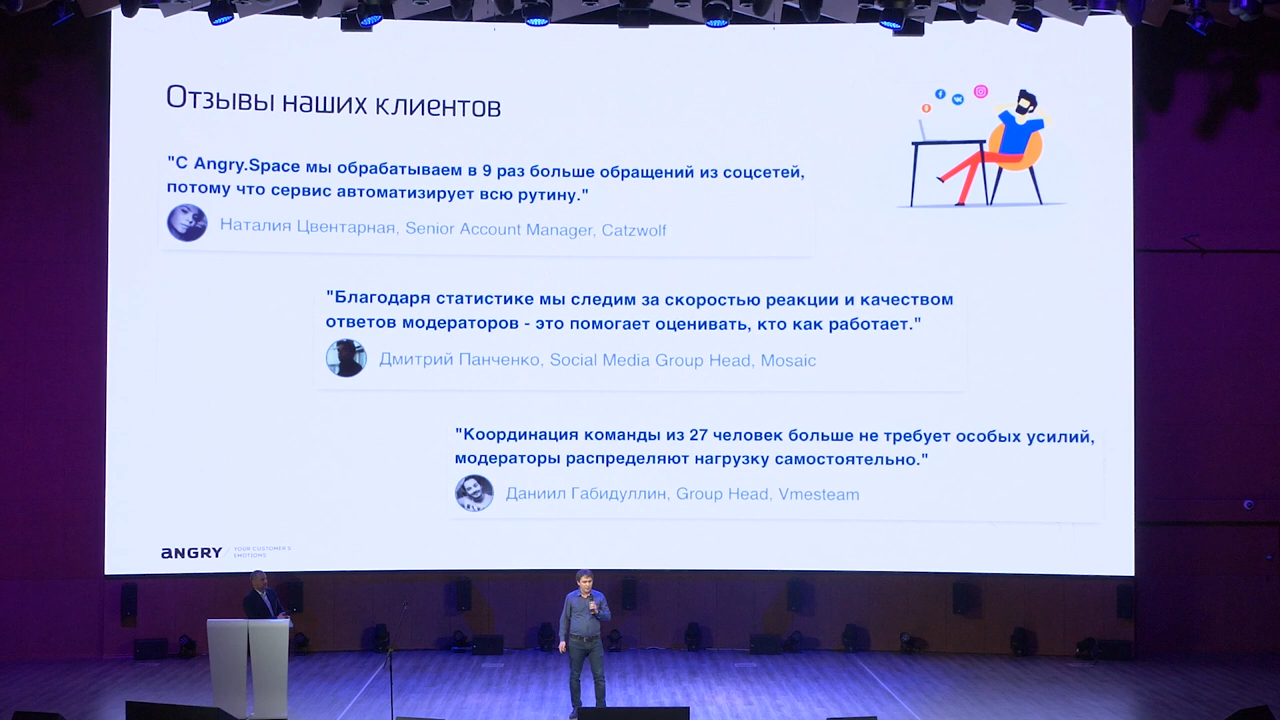 Отзывы наших клиентов
"С Angry.Space мы обрабатываем в 9 раз больше обращений из соцсетей,
потому что сервис автоматизирует всю рутину."
Наталия Цвентарная, Senior Account Manager, Catzwolf
"Благодаря статистике мы следим за скоростью реакции и качеством
ответов модераторов - это помогает оценивать, кто как работает."
Дмитрий Панченко, Social Media Group Head, Mosaic
"Координация команды из 27 человек больше не требует особых усилий,
модераторы распределяют нагрузку самостоятельно."
Даниил Габидуллин, Group Head, Vmesteam
ANGRY / YOUR CUSTOMER'S
EMOTIONS